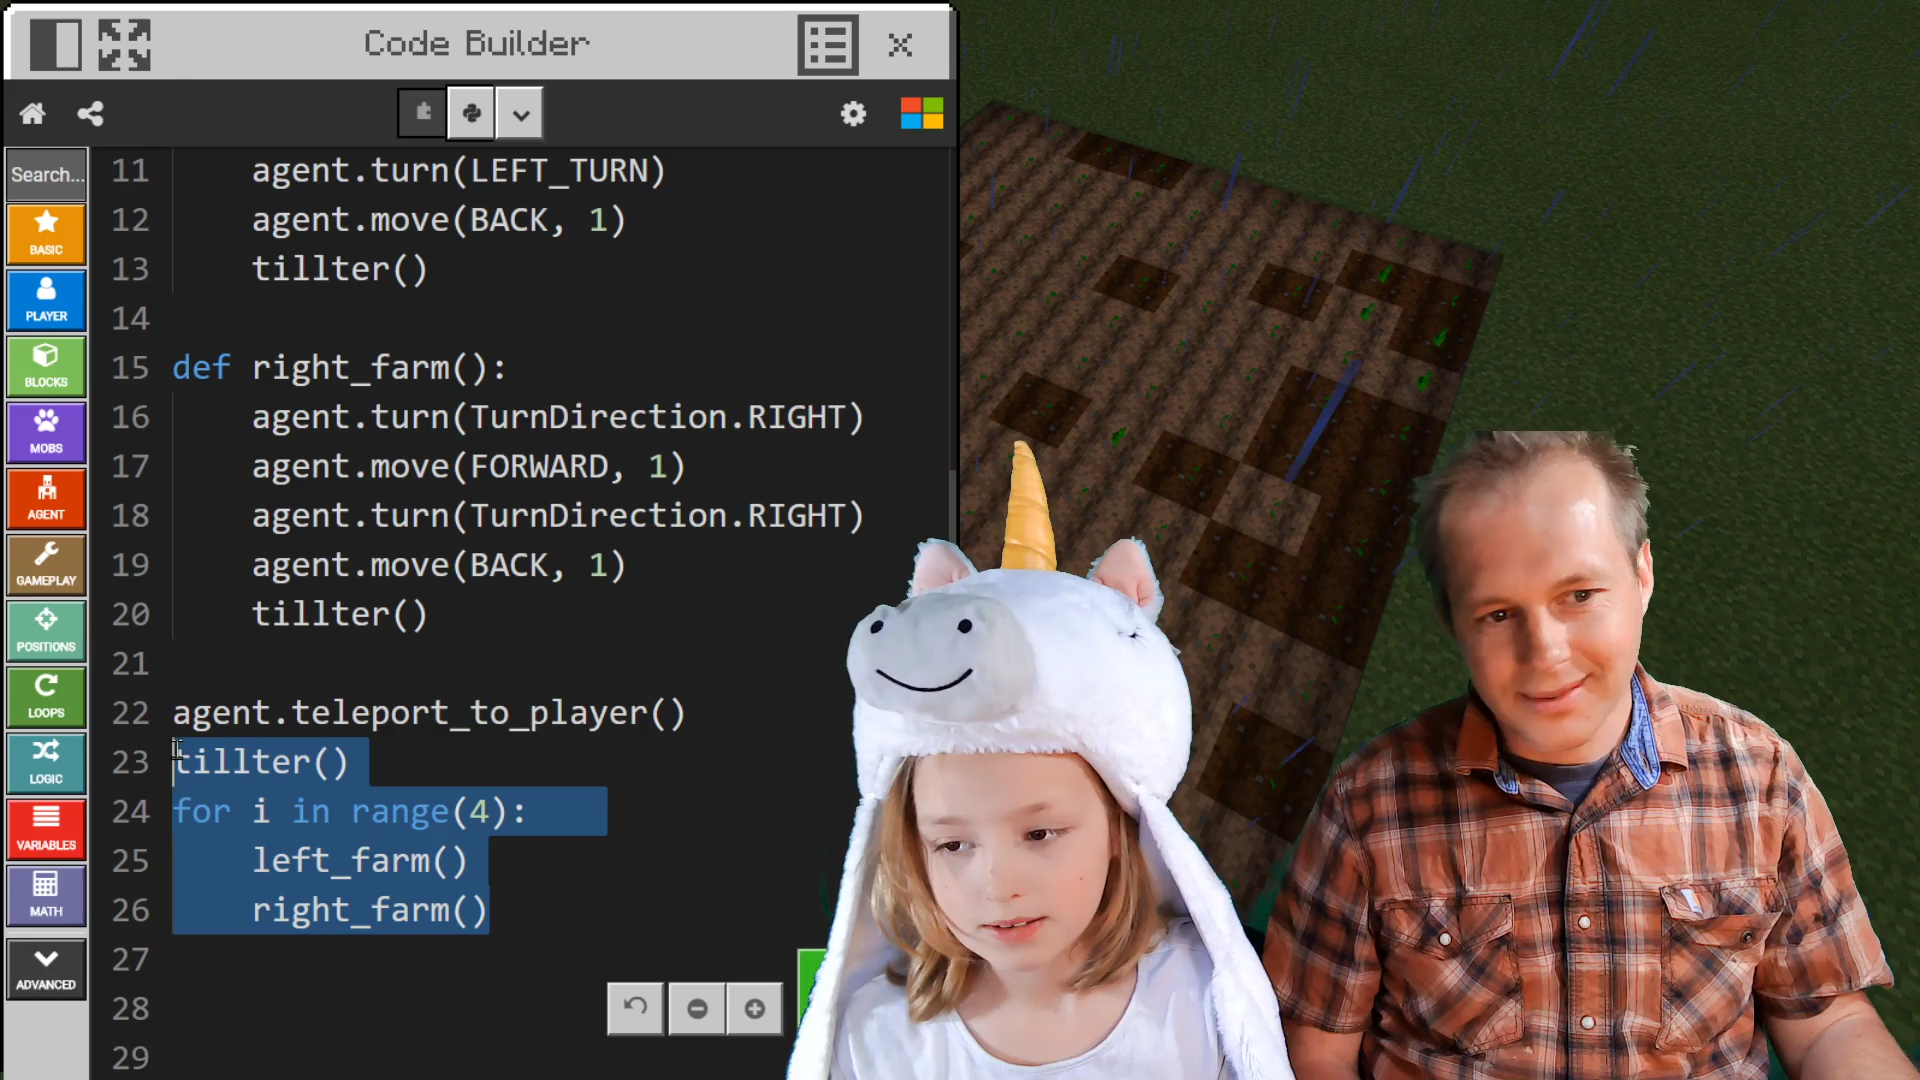 Code Builder
Search...
BASIC
PLAYER
BLOCKS
MOBS
AGENT
GAMEPLAY
POSITIONS
LOOPS
LOGIC
VARIABLES
MATH
ADVANCED
11 agent.turn(LEFT_TURN)
12 agent.move(BACK, 1)
13 tillter()
14
15 def right_farm():
16 agent.turn(TurnDirection.RIGHT)
17 agent.move(FORWARD, 1)
18 agent.turn(TurnDirection.RIGHT)
19 agent.move(BACK, 1)
20 tillter()
21
22 agent.teleport_to_player()
23 tillter()
24 for i in range(4):
25 left_farm()
26 right_farm()
27
28
29